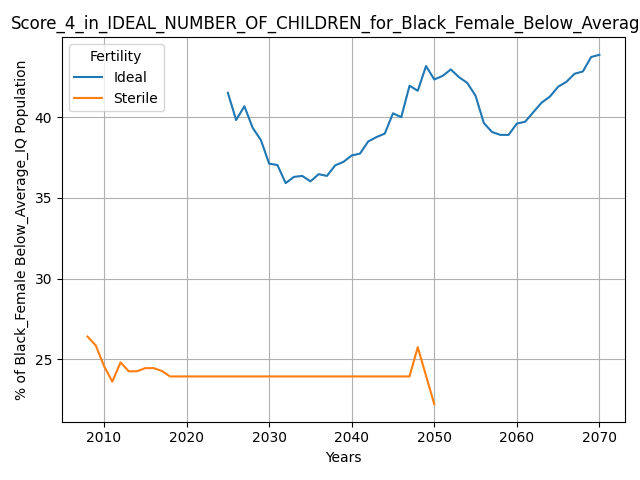 Score_4_in_IDEAL_NUMBER_OF_CHILDREN_for_Black_Female_Below_Averag
Fertility
Ideal
Sterile
% of Black_Female Below_Average_IQ Population
40
35
30
25
2010 2020 2030 2040 2050 2060 2070
Years